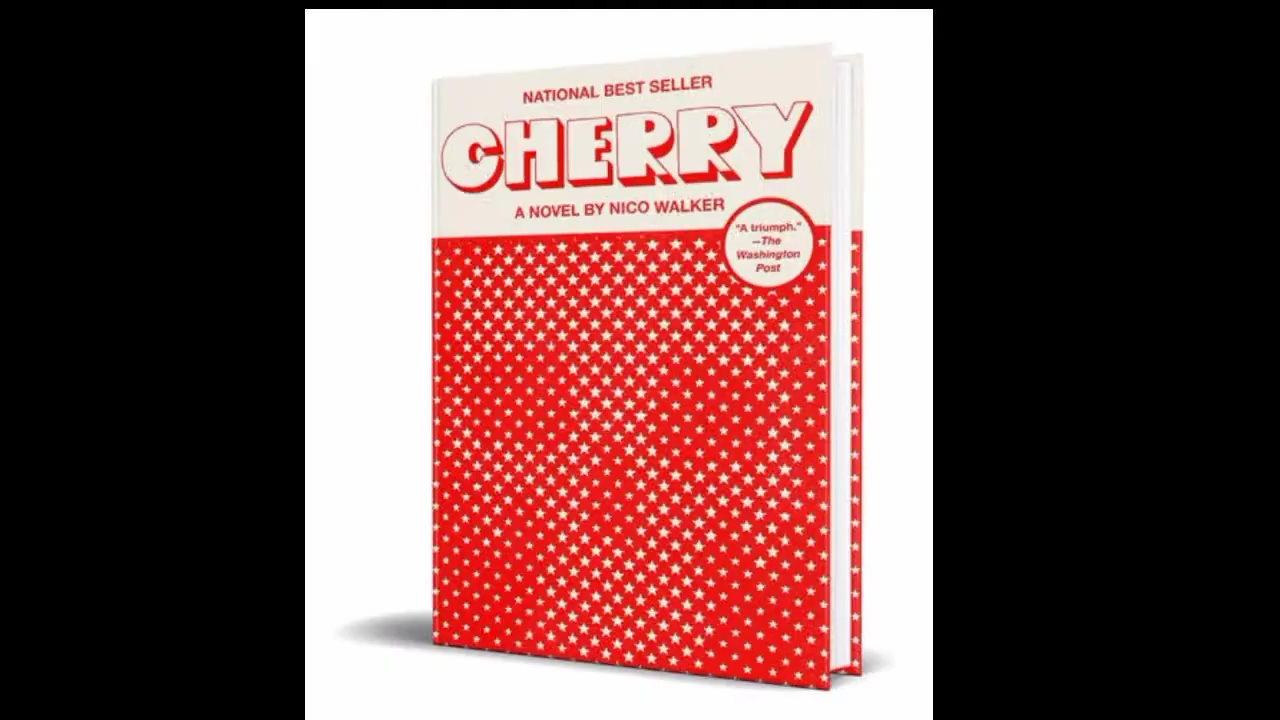 NATIONAL BEST SELLER
CHERRY
A NOVEL BY NICO WALKER
"A triumph."
—The
Washington
Post